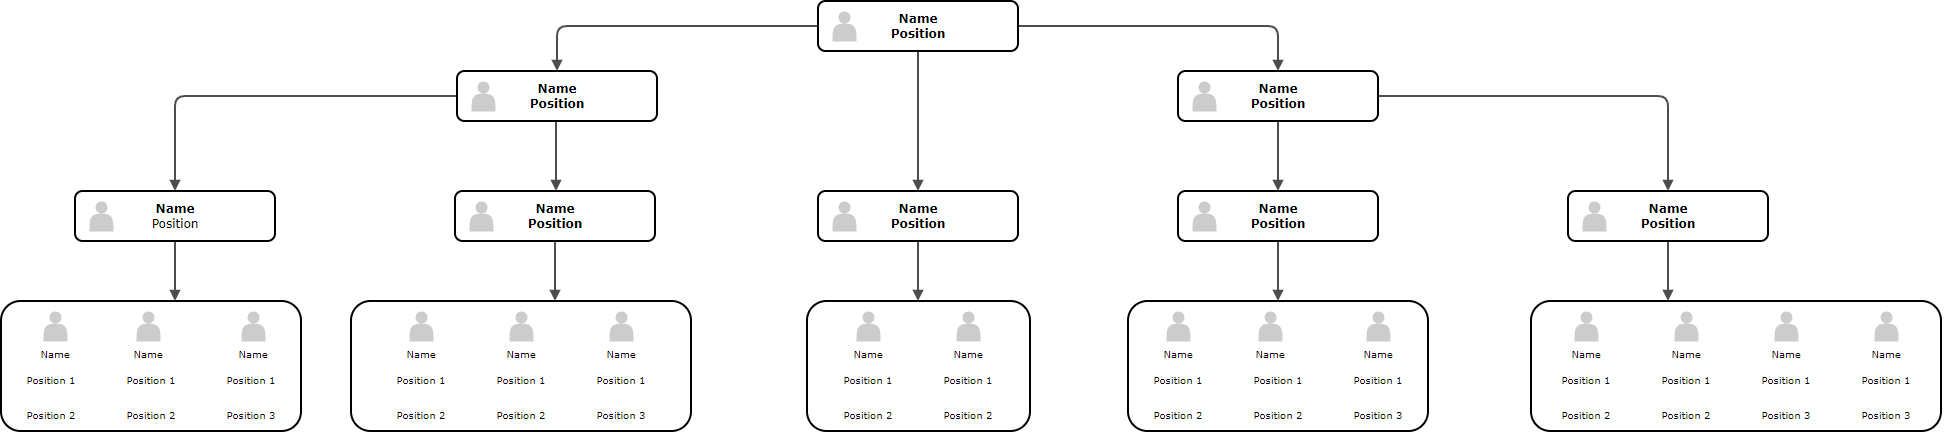 Name
Position
Name
Position
Name
Position
Name
Position
Name
Position
Name
Position
Name
Position
Name
Position
Name Name Name
Position 1 Position 1 Position 1
Position 2 Position 2 Position 3
Name Name Name
Position 1 Position 1 Position 1
Position 2 Position 2 Position 3
Name Name
Position 1 Position 1
Position 2 Position 2
Name Name Name
Position 1 Position 1 Position 1
Position 2 Position 2 Position 3
Name Name Name Name
Position 1 Position 1 Position 1 Position 1
Position 2 Position 2 Position 3 Position 3